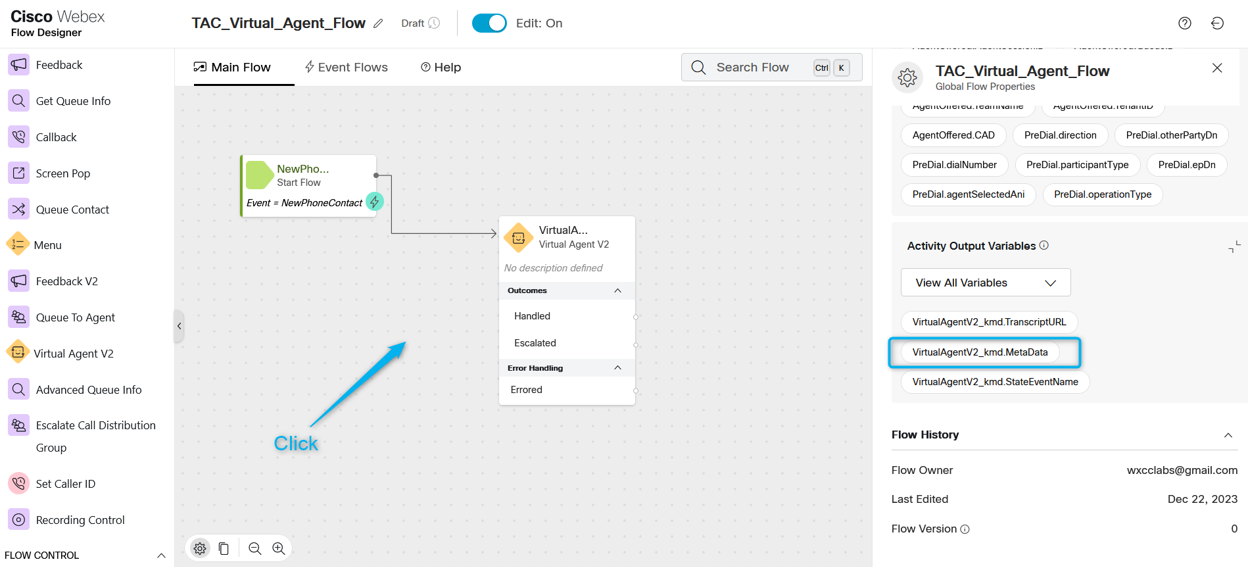 Cisco Webex
Flow Designer
TAC_Virtual_Agent_Flow
Draft
Edit: On
Feedback
Get Queue Info
Callback
Screen Pop
Queue Contact
Menu
Feedback V2
Queue To Agent
Virtual Agent V2
Advanced Queue Info
Escalate Call Distribution
Group
Set Caller ID
Recording Control
FLOW CONTROL
Main Flow
Event Flows
Help
Search Flow
Ctrl
K
NewPho...
Start Flow
Event = NewPhoneContact
VirtualA...
Virtual Agent V2
No description defined
Outcomes
Handled
Escalated
Error Handling
Errored
Click
TAC_Virtual_Agent_Flow
Global Flow Properties
AgentOffered.TeamName AgentOffered.TenantID
AgentOffered.CAD PreDial.direction PreDial.otherPartyDn
PreDial.dialNumber PreDial.participantType PreDial.epDn
PreDial.agentSelectedAni PreDial.operationType
Activity Output Variables
View All Variables
VirtualAgentV2_kmd.TranscriptURL
VirtualAgentV2_kmd.MetaData
VirtualAgentV2_kmd.StateEventName
Flow History
Flow Owner wxcclabs@gmail.com
Last Edited Dec 22, 2023
Flow Version 0